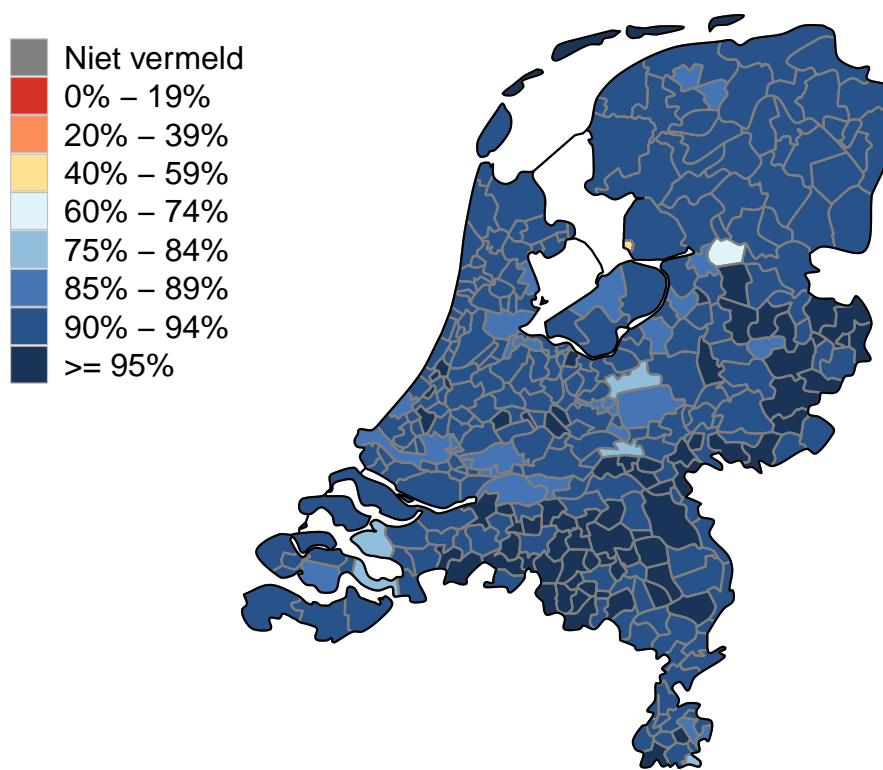 Niet vermeld
0% – 19%
20% – 39%
40% – 59%
60% – 74%
75% – 84%
85% – 89%
90% – 94%
>= 95%